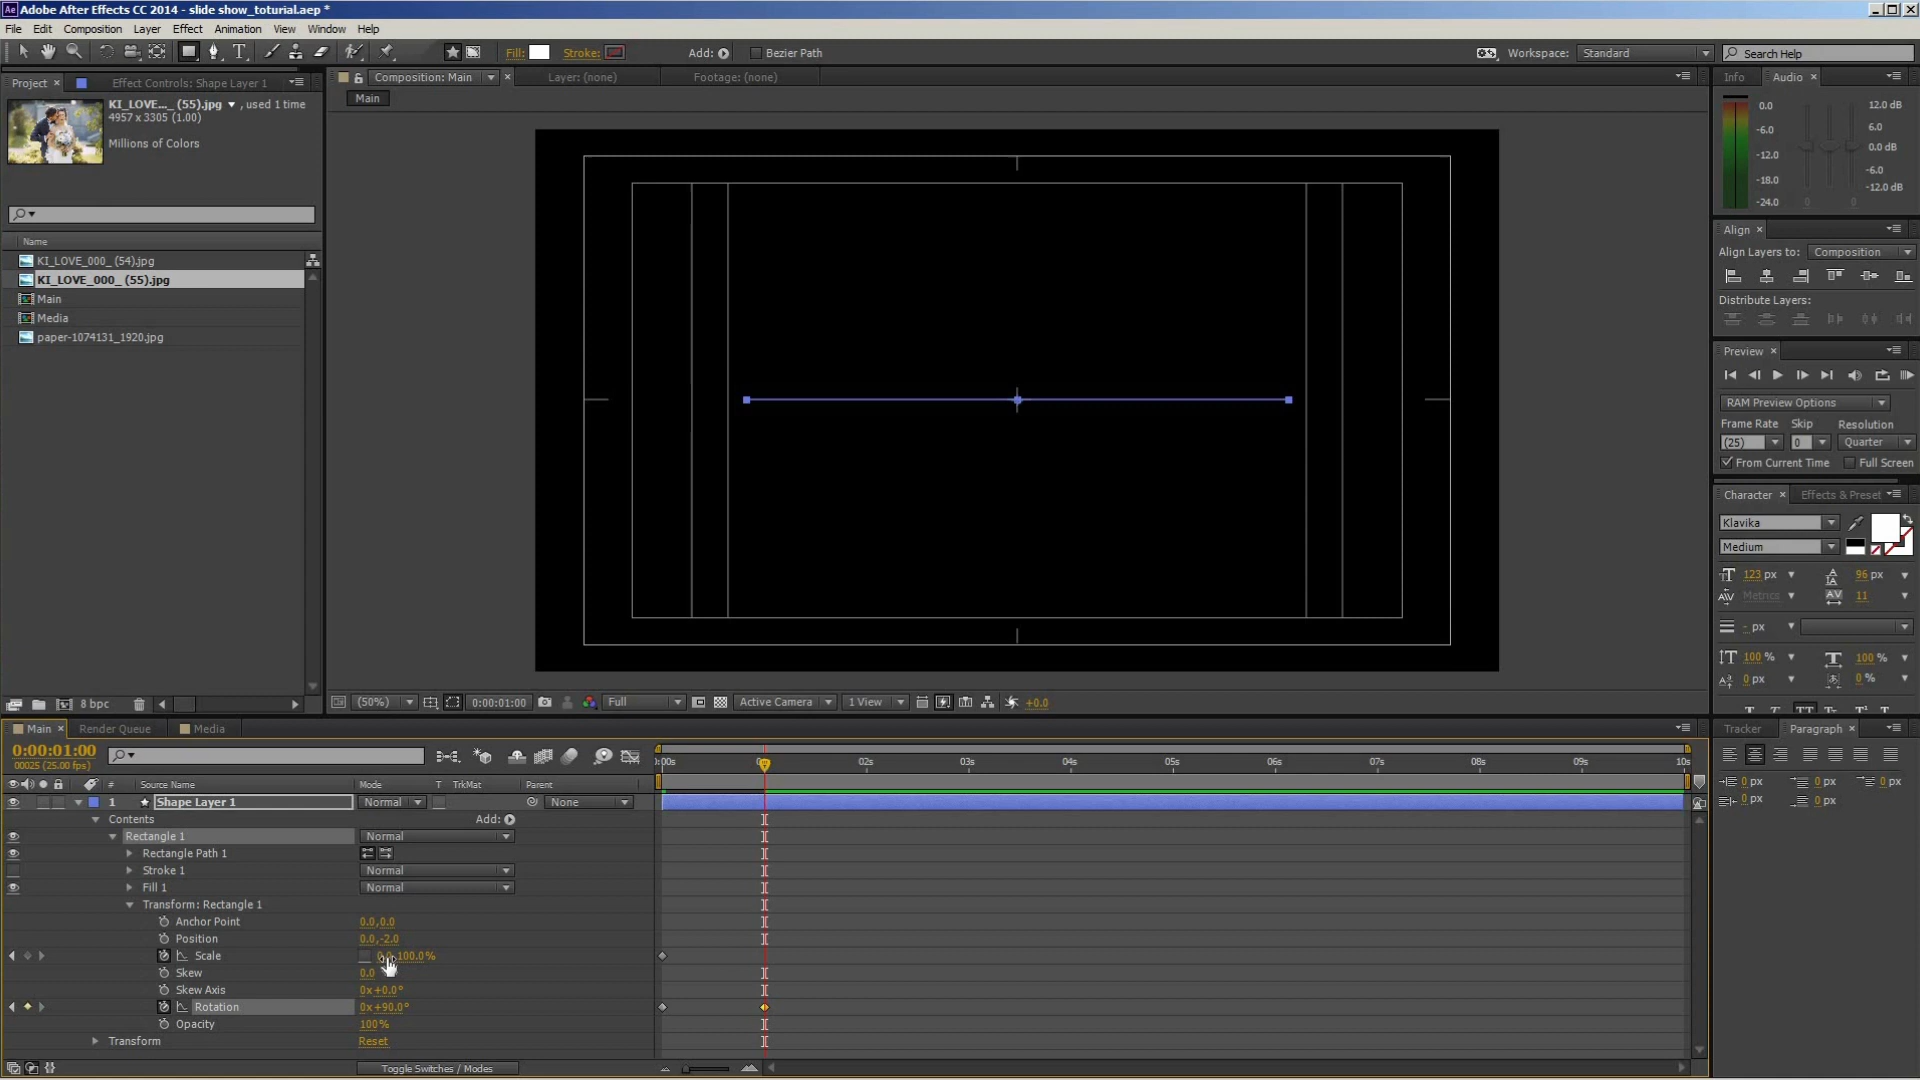 Adobe After Effects CC 2014 - slide show_toturial.aep *
File Edit Composition Layer Effect Animation View Window Help
Fill: Stroke: Add: Bezier Path Workspace: Standard Search Help
Project Effect Controls: Shape Layer 1
KI_LOVE..._ (55).jpg , used 1 time
4957 x 3305 (1.00)
Millions of Colors
Name
KI_LOVE_000_ (54).jpg
KI_LOVE_000_ (55).jpg
Main
Media
paper-1074131_1920.jpg
8 bpc
Composition: Main Layer: (none) Footage: (none)
Main
(50%) 0:00:01:00 Full Active Camera 1 View +0.0
Info Audio
0.0 12.0 dB
-6.0 6.0
-12.0 0.0 dB
-18.0 -6.0
-24.0 0 0 -12.0 dB
Align
Align Layers to: Composition
Distribute Layers:
Preview
RAM Preview Options
Frame Rate Skip Resolution
(25) 0 Quarter
From Current Time Full Screen
Character Effects & Preset
Klavika
Medium
123 px 96 px
Metrics 11
- px
100 % 100 %
0 px 0 %
Main Render Queue Media
0:00:01:00
00025 (25.00 fps)
:00s 02s 03s 04s 05s 06s 07s 08s 09s 10s
# Source Name Mode T TrkMat Parent
1 Shape Layer 1 Normal None
Contents Add:
Rectangle 1 Normal
Rectangle Path 1
Stroke 1 Normal
Fill 1 Normal
Transform: Rectangle 1
Anchor Point 0.0,0.0
Position 0.0,-2.0
Scale 100.0%
Skew 0.0
Skew Axis 0x+0.0°
Rotation 0x+90.0°
Opacity 100%
Transform Reset
Toggle Switches / Modes
Tracker Paragraph
0 px 0 px 0 px
0 px 0 px